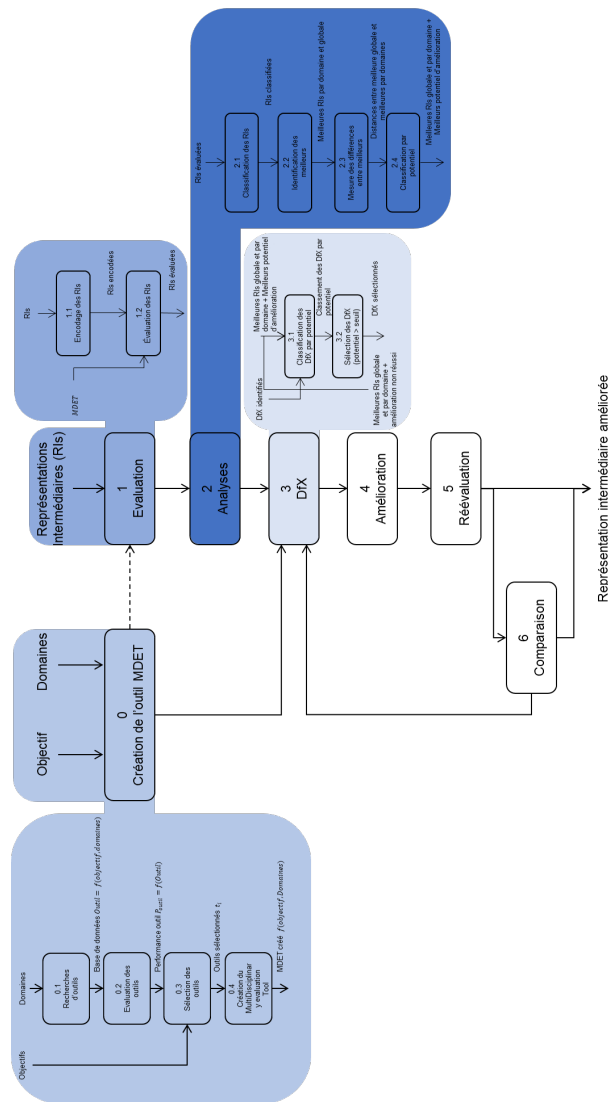 Domaines
Objectifs
0.1
Recherches
d'outils
Base de données Outil = f(objectif,domaines)
0.2
Evaluation des
outils
Performance outil P_outil = f(Outil)
0.3
Sélection des
outils
Outils sélectionnés t₁
0.4
Création du
MultiDisciplinar
y evaluation
Tool
MDET créé f(objectif,Domaines)
Objectif
Domaines
0
Création de l'outil MDET
Représentations
Intermédiaires (RIs)
1
Evaluation
2
Analyses
3
DfX
4
Amélioration
5
Réévaluation
6
Comparaison
Représentation intermédiaire améliorée
RIs
MDET
1.1
Encodage des RIs
RIs encodées
1.2
Évaluation des RIs
RIs évaluées
RIs évaluées
2.1
Classification des RIs
RIs classifiées
2.2
Identification des
meilleurs
Meilleures RIs par domaine et globale
2.3
Mesure des différences
entre meilleurs
Distances entre meilleure globale et
meilleures par domaines
2.4
Classification par
potentiel
Meilleures RIs globale et par domaine +
Meilleurs potentiel d'amélioration
DfX identifiés
Meilleures RIs globale et par
domaine + Meilleurs potentiel
d'amélioration
3.1
Classification des
DfX par potentiel
Classement des DfX par
potentiel
3.2
Sélection des DfX
(potentiel > seuil)
DfX sélectionnés
Meilleures RIs globale
et par domaine +
amélioration non réussi